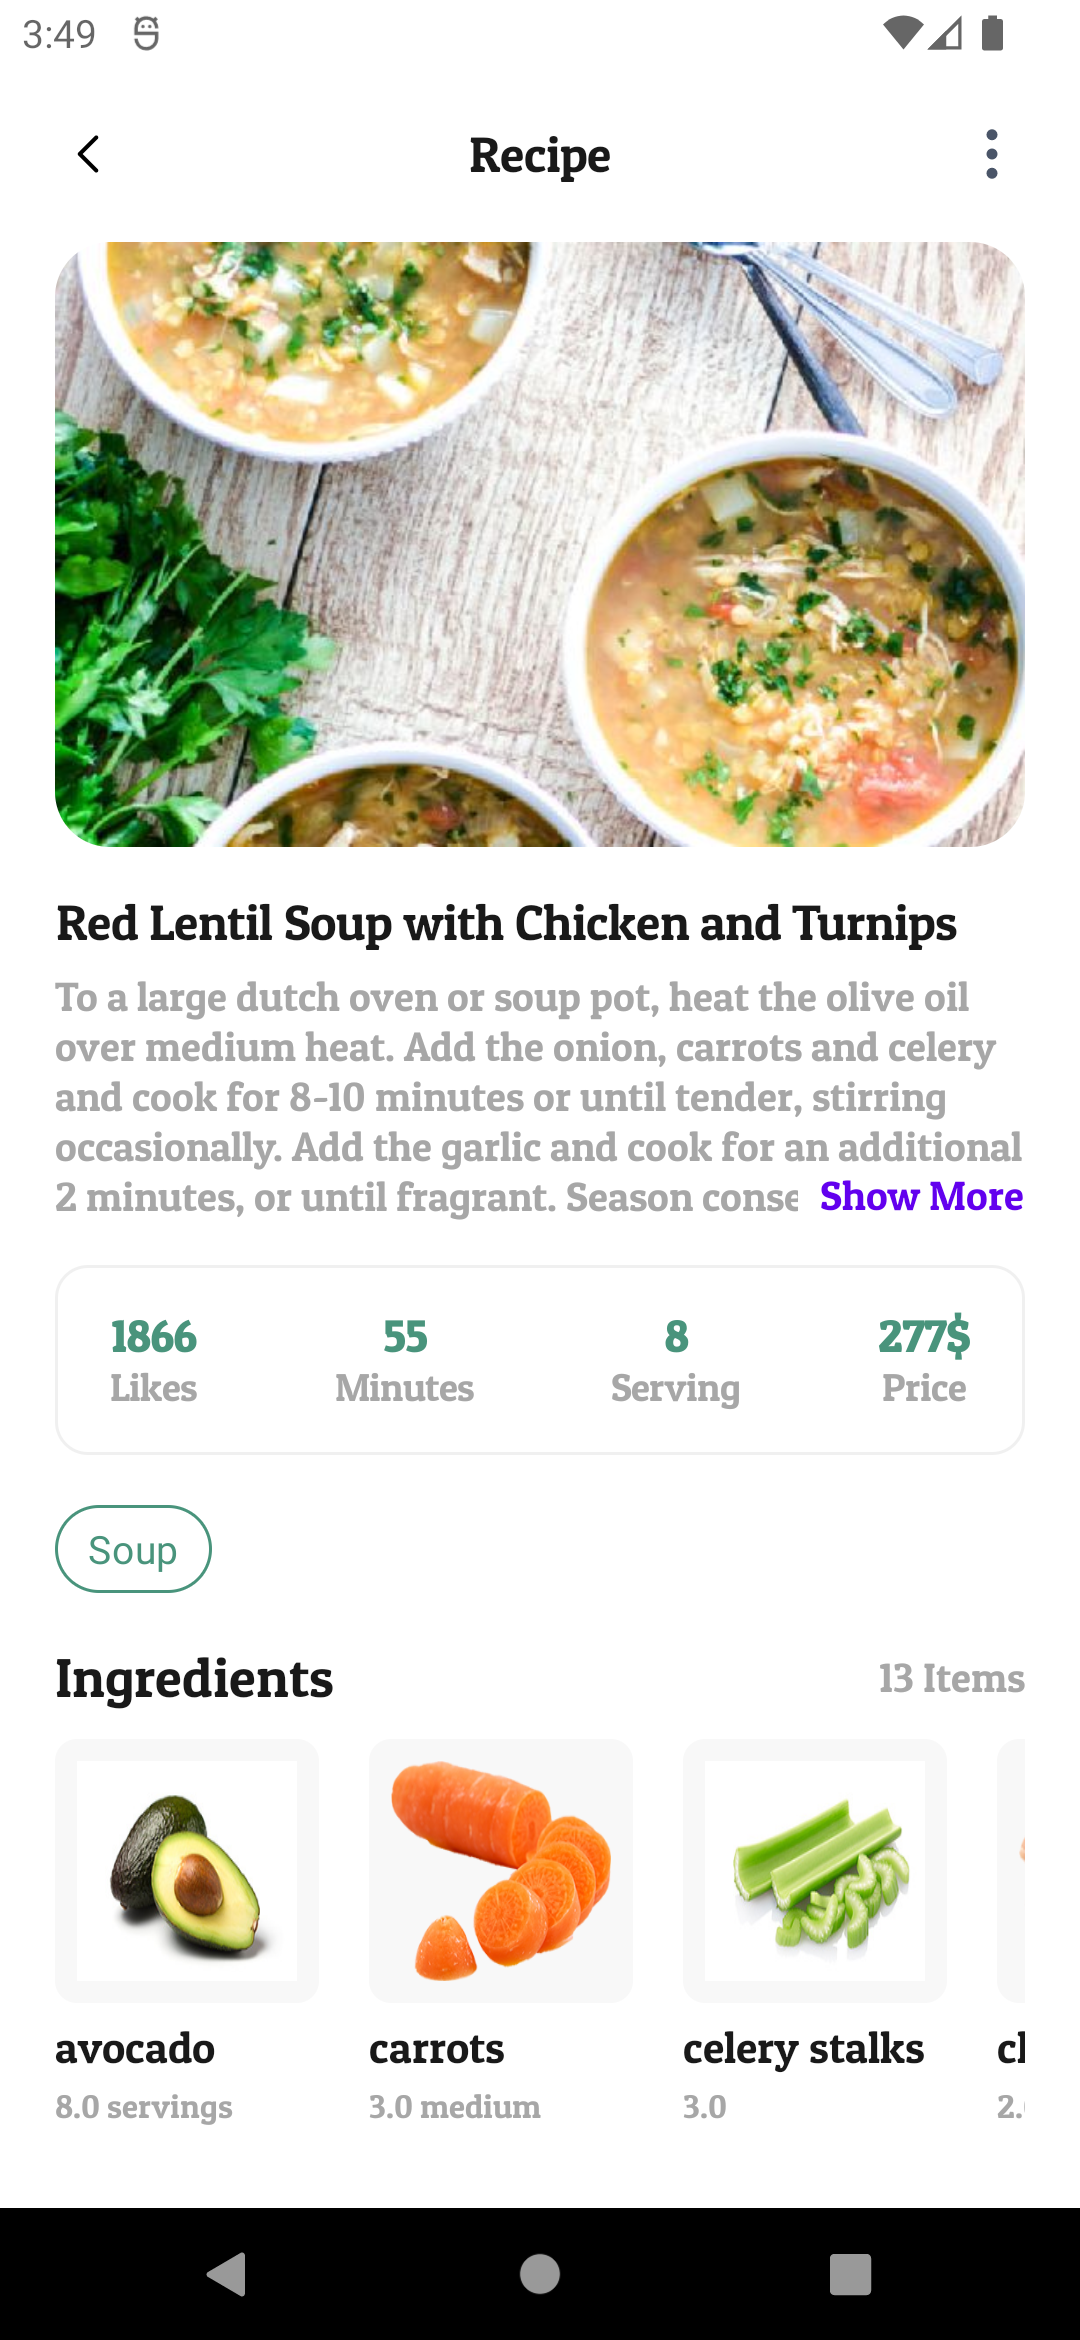 3:49
Recipe
Red Lentil Soup with Chicken and Turnips
To a large dutch oven or soup pot, heat the olive oil
over medium heat. Add the onion, carrots and celery
and cook for 8-10 minutes or until tender, stirring
occasionally. Add the garlic and cook for an additional
2 minutes, or until fragrant. Season conse Show More
1866 55 8 277$
Likes Minutes Serving Price
Soup
Ingredients 13 Items
avocado carrots celery stalks
8.0 servings 3.0 medium 3.0